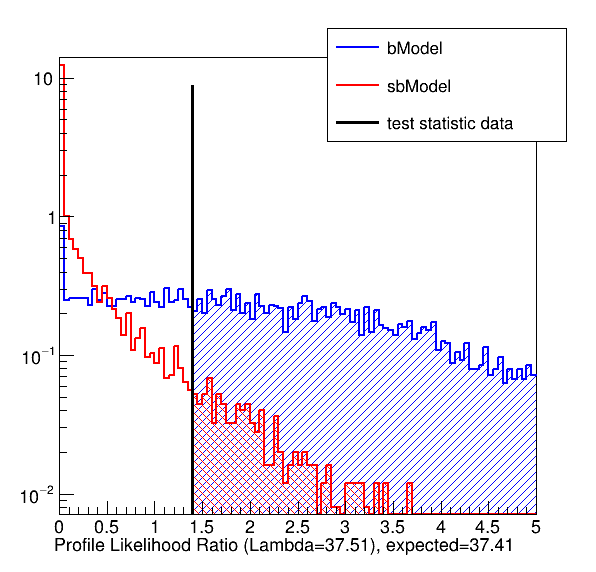 bModel
sbModel
test statistic data
10
1
10⁻¹
10⁻²
0 0.5 1 1.5 2 2.5 3 3.5 4 4.5 5
Profile Likelihood Ratio (Lambda=37.51), expected=37.41